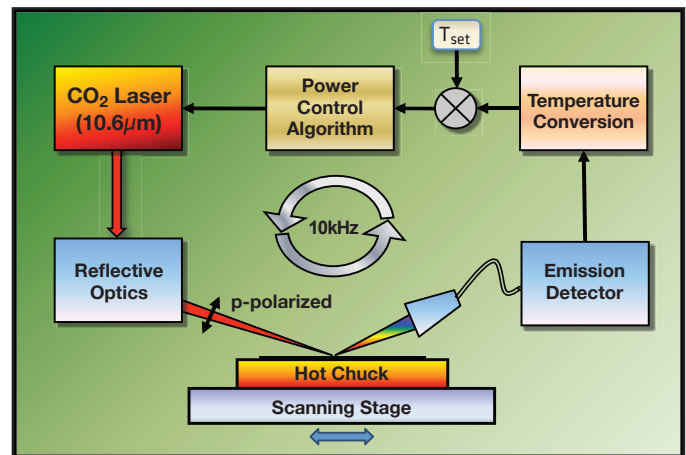 T_set
CO₂ Laser
(10.6μm)
Power
Control
Algorithm
Temperature
Conversion
10kHz
Reflective
Optics
p-polarized
Emission
Detector
Hot Chuck
Scanning Stage